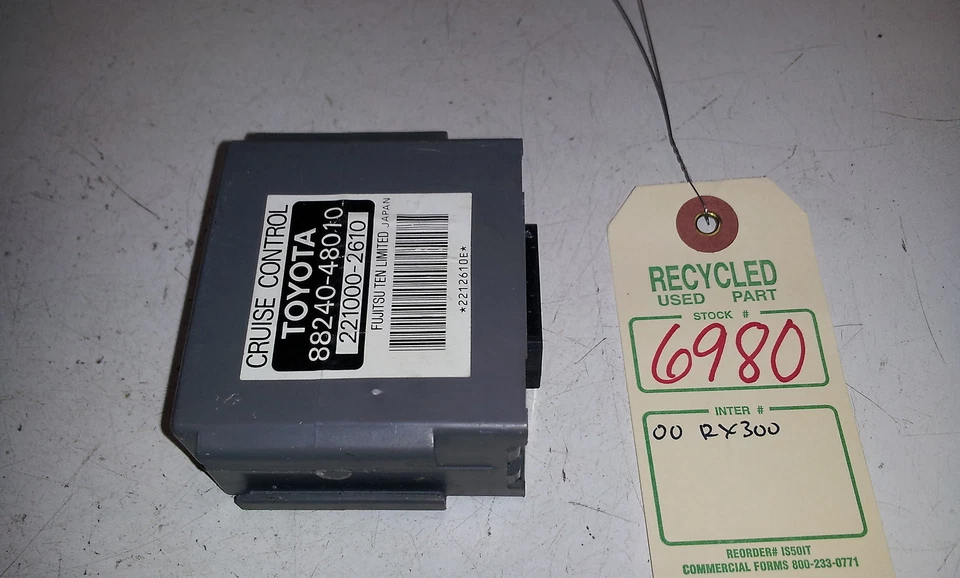 CRUISE CONTROL
TOYOTA
88240-48010
221000-2610
FUJITSU TEN LIMITED JAPAN
*2212610E*
RECYCLED
USED PART
STOCK #
6980
INTER #
00 RX300
REORDER# IS50IT
COMMERCIAL FORMS 800-233-0771